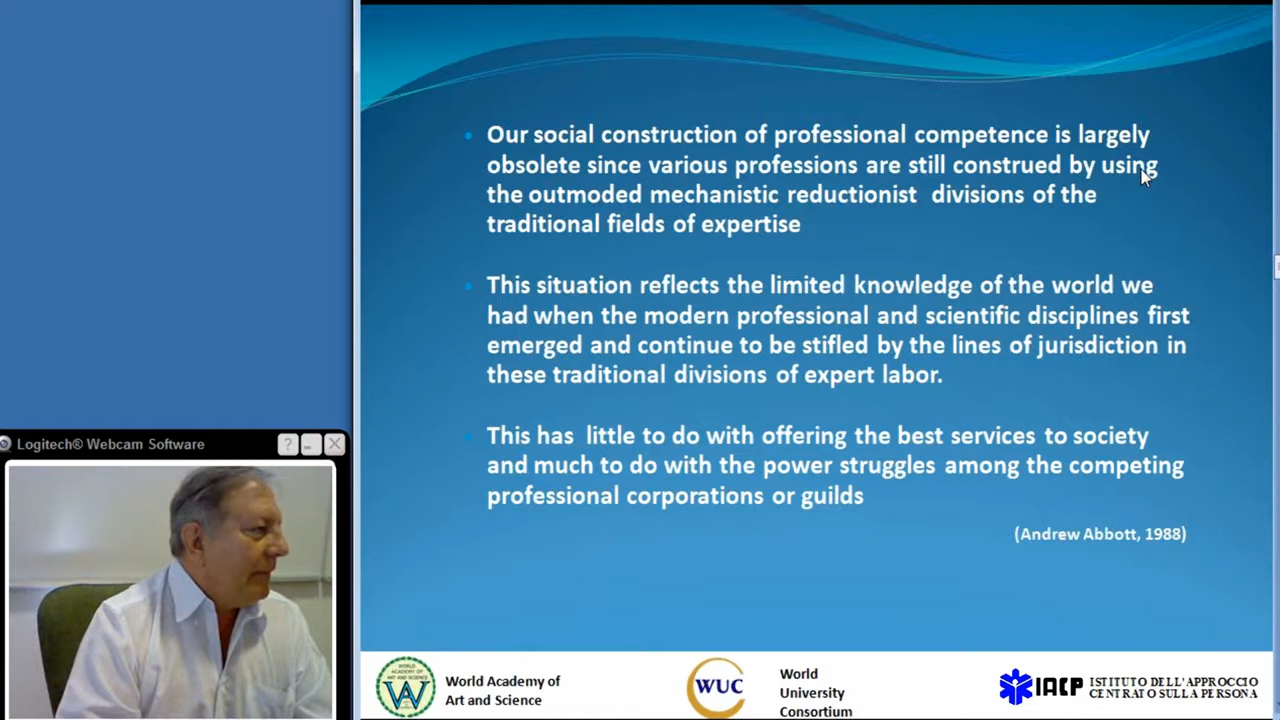 Our social construction of professional competence is largely
obsolete since various professions are still construed by using
the outmoded mechanistic reductionist divisions of the
traditional fields of expertise
This situation reflects the limited knowledge of the world we
had when the modern professional and scientific disciplines first
emerged and continue to be stifled by the lines of jurisdiction in
these traditional divisions of expert labor.
This has little to do with offering the best services to society
and much to do with the power struggles among the competing
professional corporations or guilds
(Andrew Abbott, 1988)
Logitech® Webcam Software
WORLD
ACADEMY OF
ART AND SCIENCE
W
World Academy of
Art and Science
WUC
World
University
Consortium
IACP
ISTITUTO DELL'APPROCCIO
CENTRATO SULLA PERSONA